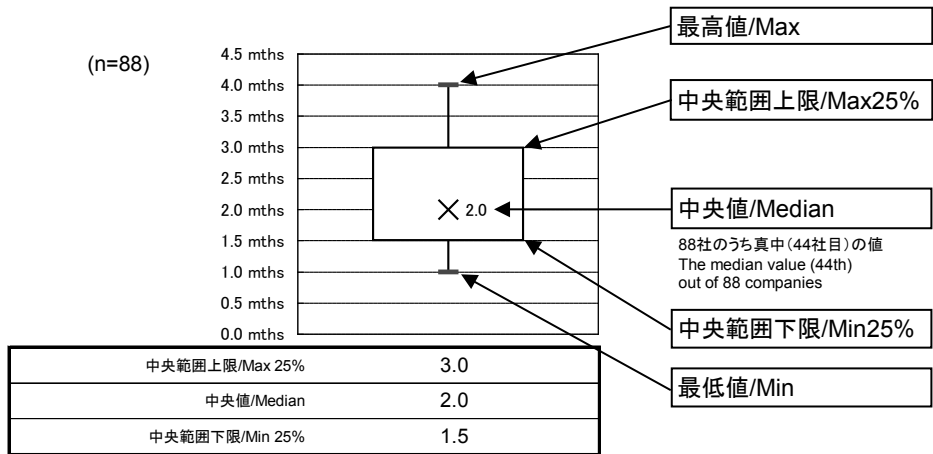 (n=88)
4.5 mths
4.0 mths
3.5 mths
3.0 mths
2.5 mths
2.0 mths
1.5 mths
1.0 mths
0.5 mths
0.0 mths
2.0
最高値/Max
中央範囲上限/Max25%
中央値/Median
88社のうち真中(44社目)の値
The median value (44th)
out of 88 companies
中央範囲下限/Min25%
最低値/Min
中央範囲上限/Max 25% 3.0
中央値/Median 2.0
中央範囲下限/Min 25% 1.5